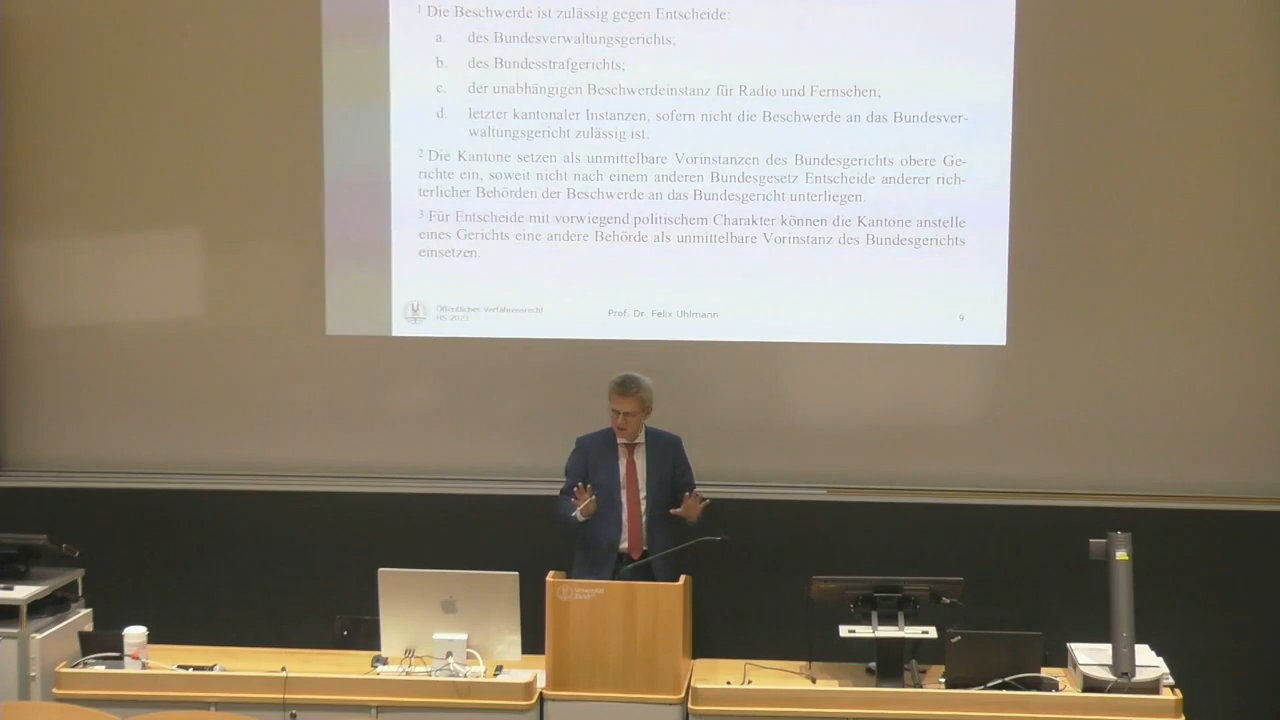 1 Die Beschwerde ist zulässig gegen Entscheide:
a. des Bundesverwaltungsgerichts;
b. des Bundesstrafgerichts;
c. der unabhängigen Beschwerdeinstanz für Radio und Fernsehen;
d. letzter kantonaler Instanzen, sofern nicht die Beschwerde an das Bundesver-
waltungsgericht zulässig ist.
2 Die Kantone setzen als unmittelbare Vorinstanzen des Bundesgerichts obere Ge-
richte ein, soweit nicht nach einem anderen Bundesgesetz Entscheide anderer rich-
terlicher Behörden der Beschwerde an das Bundesgericht unterliegen.
3 Für Entscheide mit vorwiegend politischem Charakter können die Kantone anstelle
eines Gerichts eine andere Behörde als unmittelbare Vorinstanz des Bundesgerichts
einsetzen.
Öffentliches Verfahrensrecht
HS 2023
Prof. Dr. Felix Uhlmann
9
Universität
Zürich